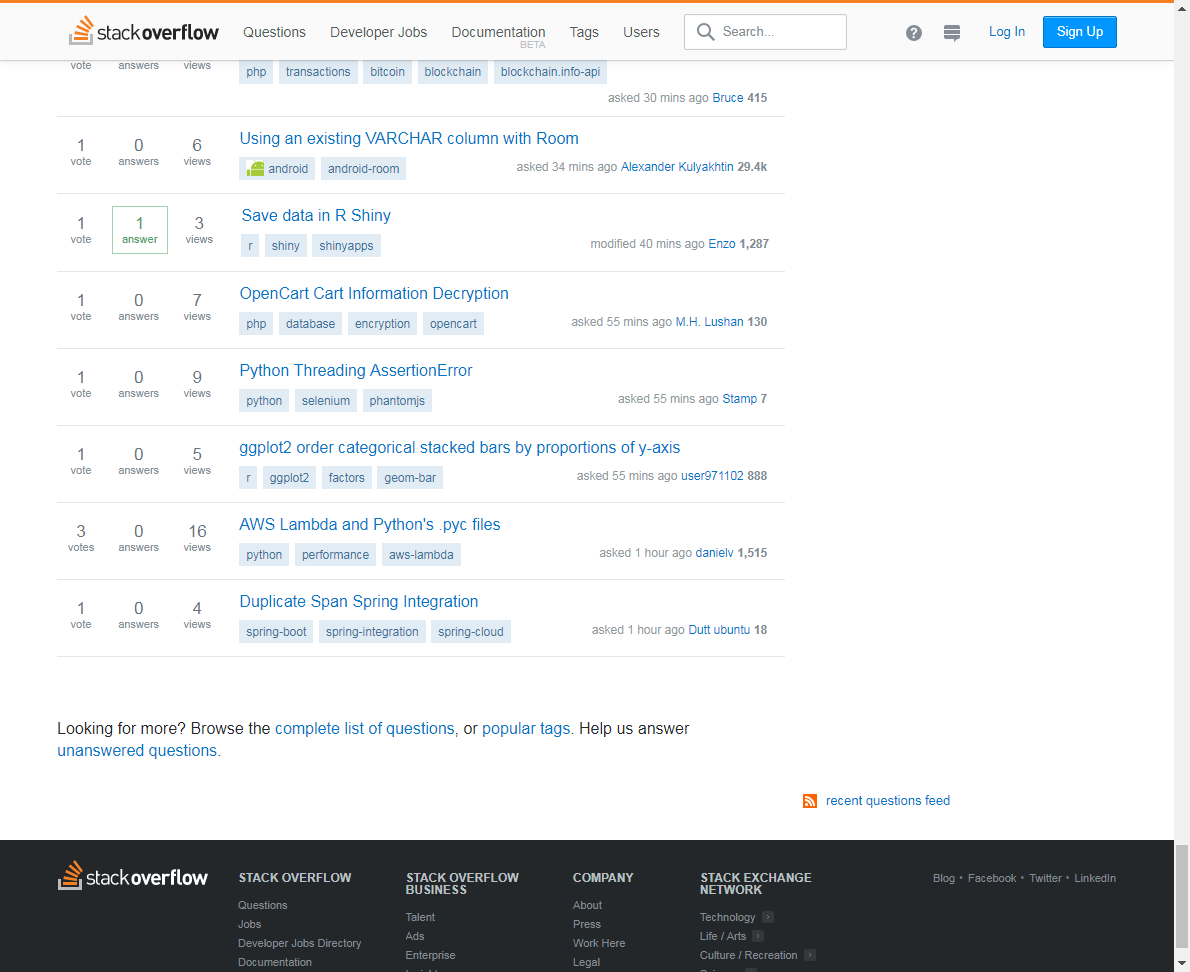 stackoverflow Questions Developer Jobs Documentation BETA Tags Users Search... Log In Sign Up
vote answers views
php transactions bitcoin blockchain blockchain.info-api
asked 30 mins ago Bruce 415
1 vote 0 answers 6 views
Using an existing VARCHAR column with Room
android android-room
asked 34 mins ago Alexander Kulyakhtin 29.4k
1 vote 1 answer 3 views
Save data in R Shiny
r shiny shinyapps
modified 40 mins ago Enzo 1,287
1 vote 0 answers 7 views
OpenCart Cart Information Decryption
php database encryption opencart
asked 55 mins ago M.H. Lushan 130
1 vote 0 answers 9 views
Python Threading AssertionError
python selenium phantomjs
asked 55 mins ago Stamp 7
1 vote 0 answers 5 views
ggplot2 order categorical stacked bars by proportions of y-axis
r ggplot2 factors geom-bar
asked 55 mins ago user971102 888
3 votes 0 answers 16 views
AWS Lambda and Python's .pyc files
python performance aws-lambda
asked 1 hour ago danielv 1,515
1 vote 0 answers 4 views
Duplicate Span Spring Integration
spring-boot spring-integration spring-cloud
asked 1 hour ago Dutt ubuntu 18
Looking for more? Browse the complete list of questions, or popular tags. Help us answer
unanswered questions.
recent questions feed
stackoverflow
STACK OVERFLOW
Questions
Jobs
Developer Jobs Directory
Documentation
STACK OVERFLOW
BUSINESS
Talent
Ads
Enterprise
COMPANY
About
Press
Work Here
Legal
STACK EXCHANGE
NETWORK
Technology
Life / Arts
Culture / Recreation
Blog • Facebook • Twitter • LinkedIn